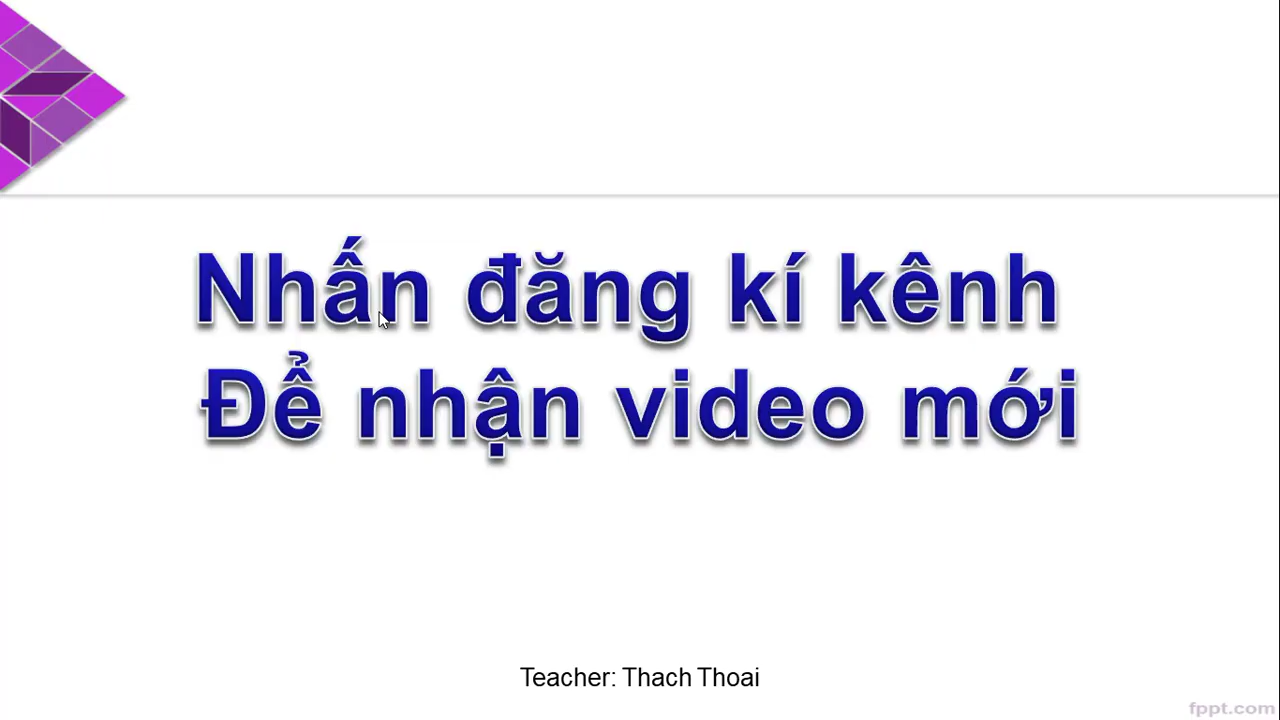 Nhấn đăng kí kênh
Để nhận video mới
Teacher: Thach Thoai
fppt.com